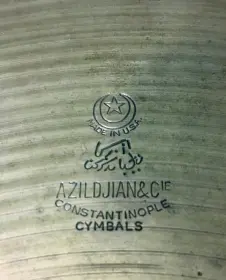 MADE IN U.S.A.
A ZILDJIAN & CIE
CONSTANTINOPLE
CYMBALS